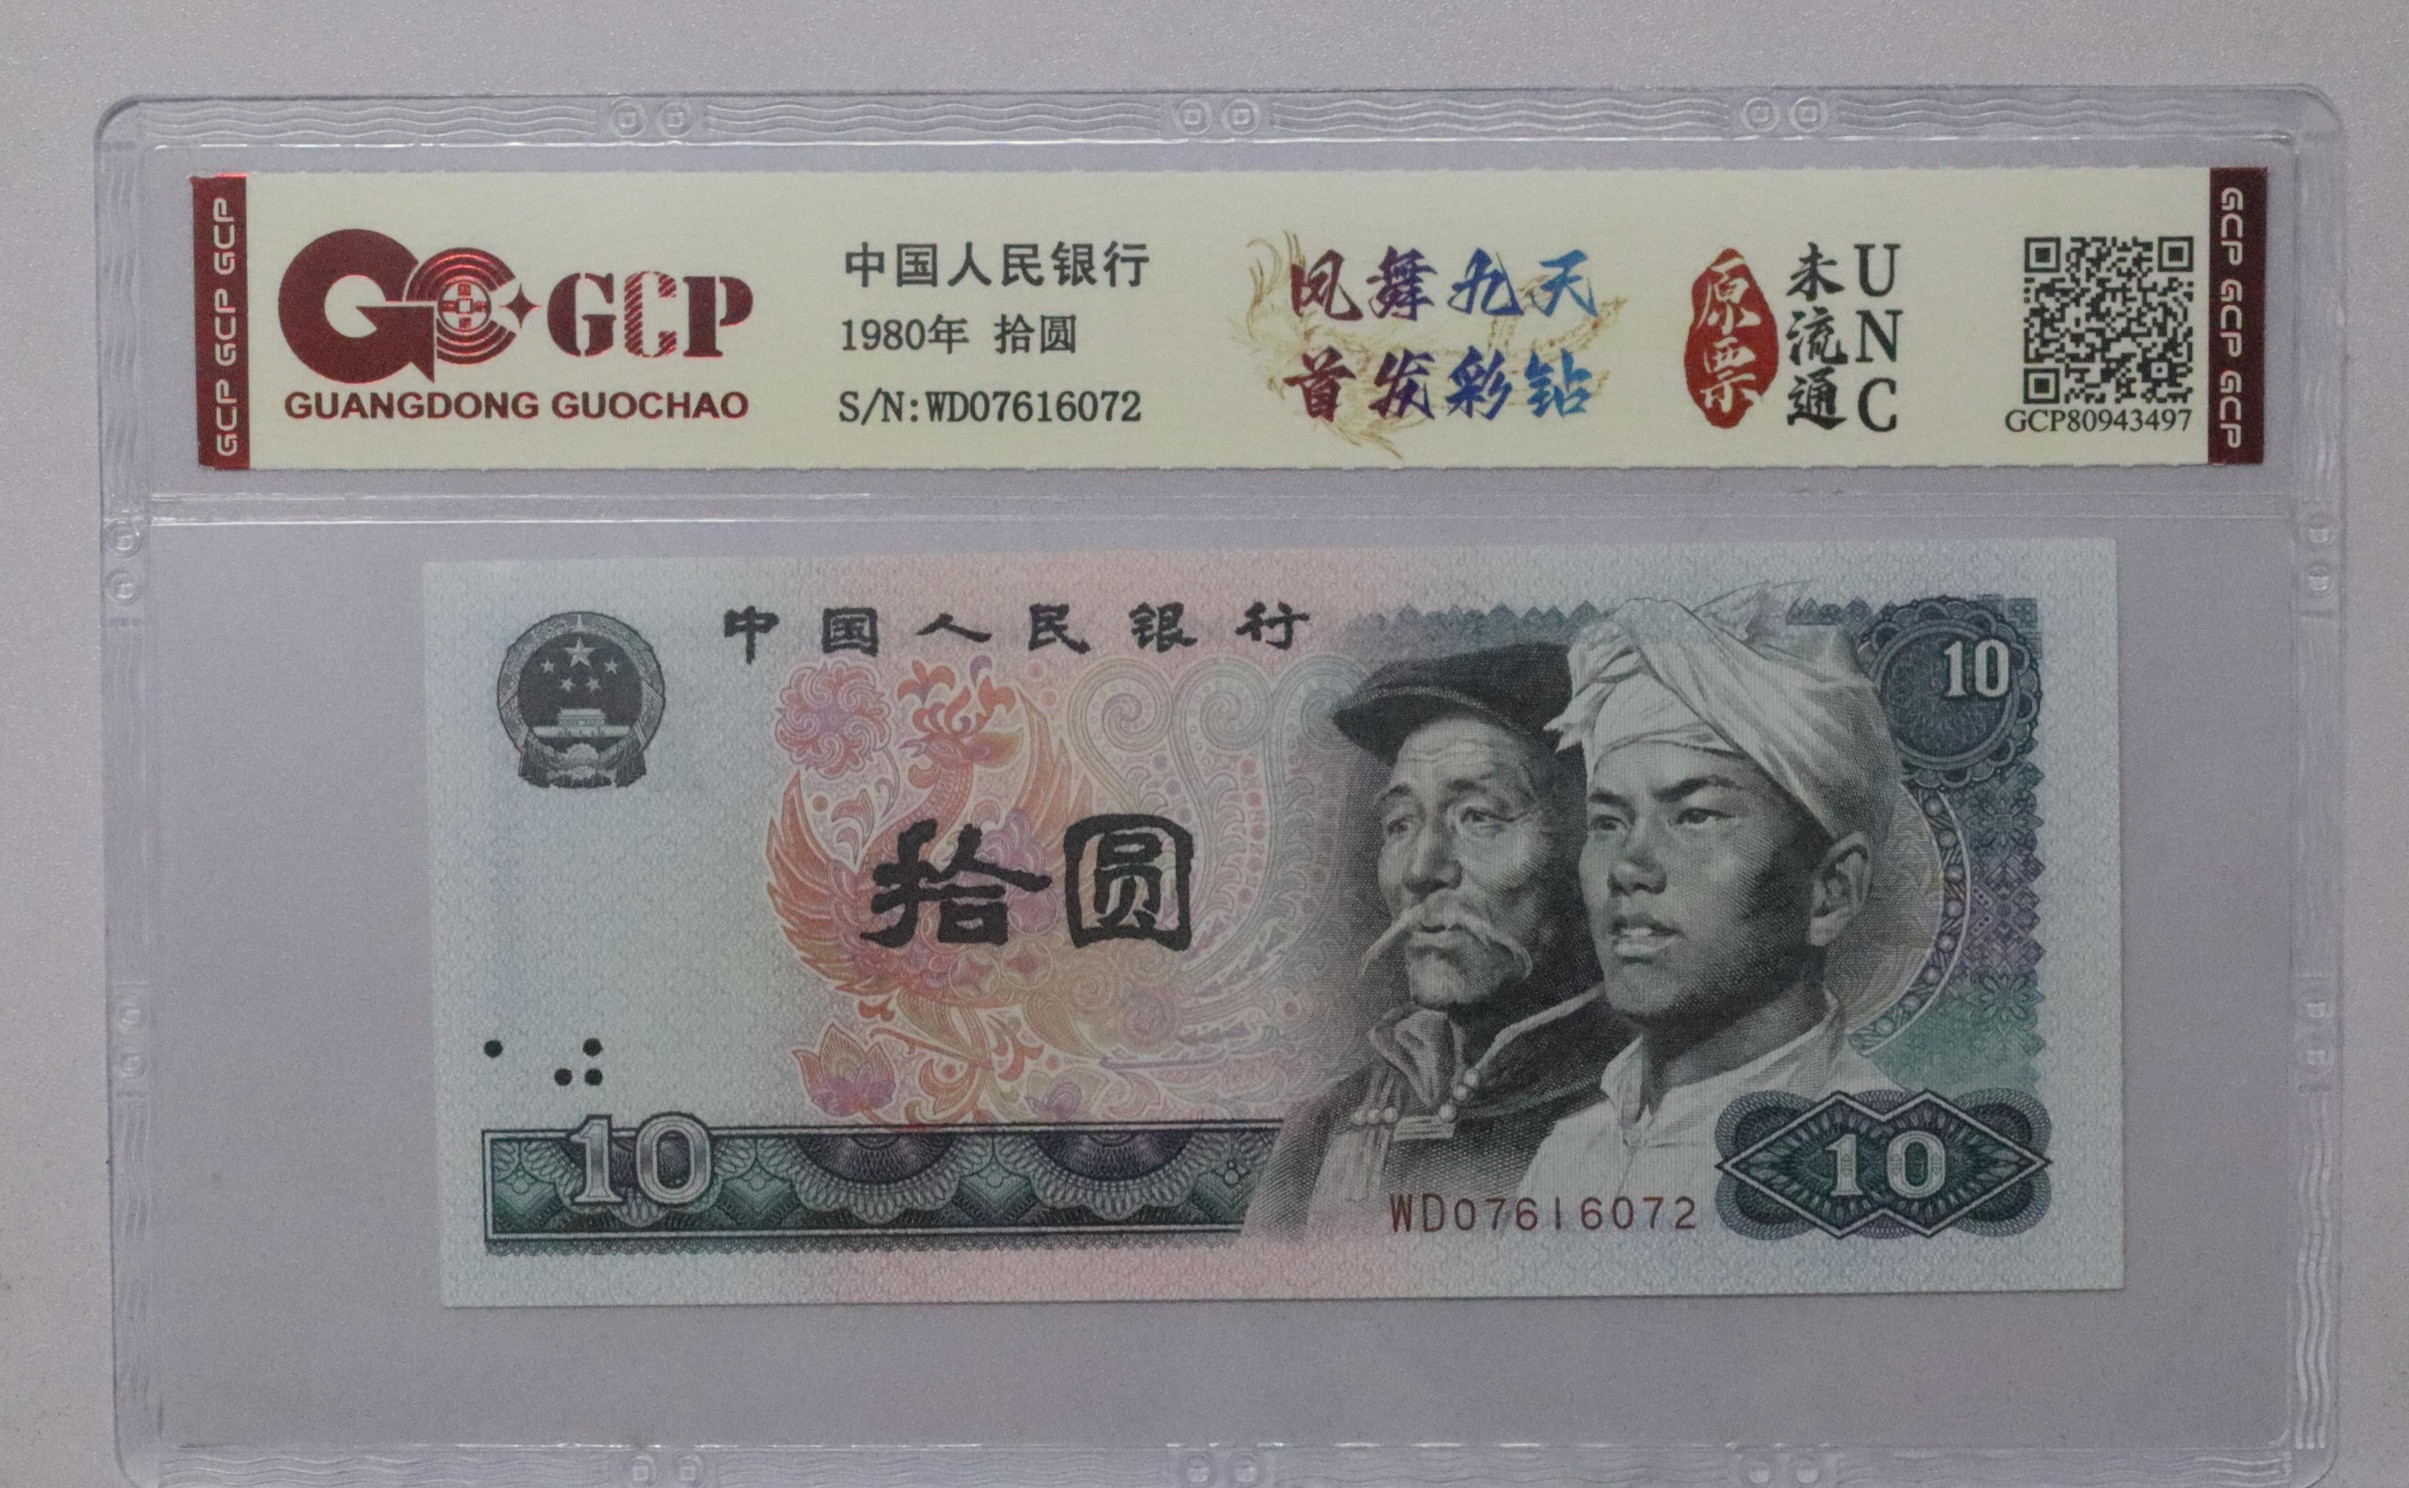 GCP GCP GCP
GCP
GUANGDONG GUOCHAO
中国人民银行
1980年 拾圆
S/N:WD07616072
凤舞九天
首发彩钻
原票
未流通
UNC
GCP80943497
GCP GCP GCP
中国人民银行
10
拾圆
10
WD07616072
10